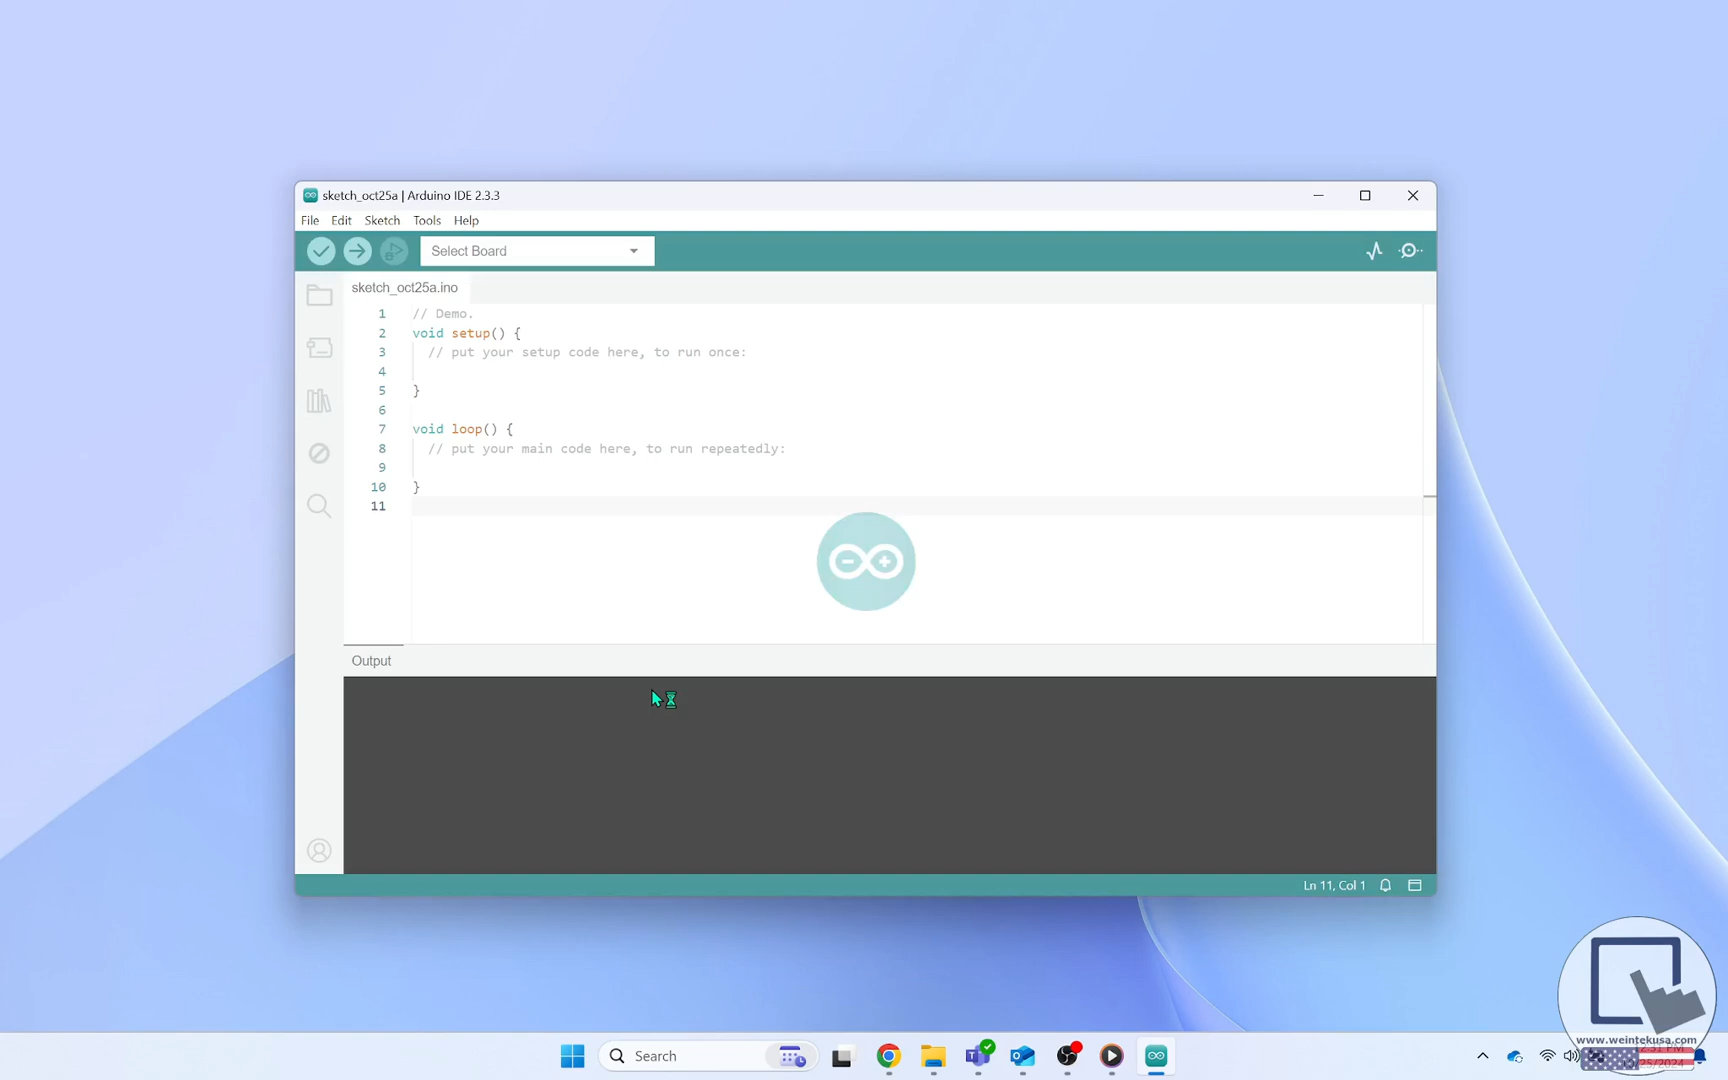 sketch_oct25a | Arduino IDE 2.3.3
File Edit Sketch Tools Help
Select Board
sketch_oct25a.ino
1 // Demo.
2 void setup() {
3 // put your setup code here, to run once:
4
5 }
6
7 void loop() {
8 // put your main code here, to run repeatedly:
9
10 }
11
Output
Ln 11, Col 1
Search
www.weintekusa.com